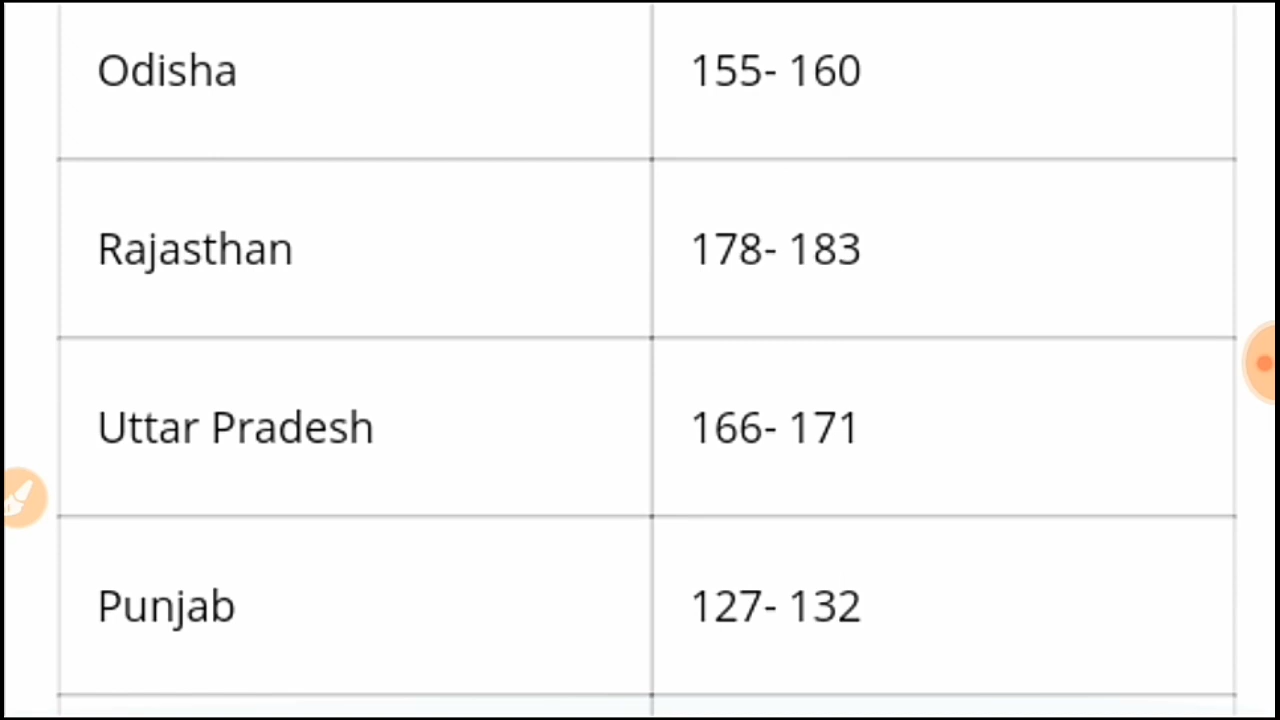 Odisha 155- 160
Rajasthan 178- 183
Uttar Pradesh 166- 171
Punjab 127- 132